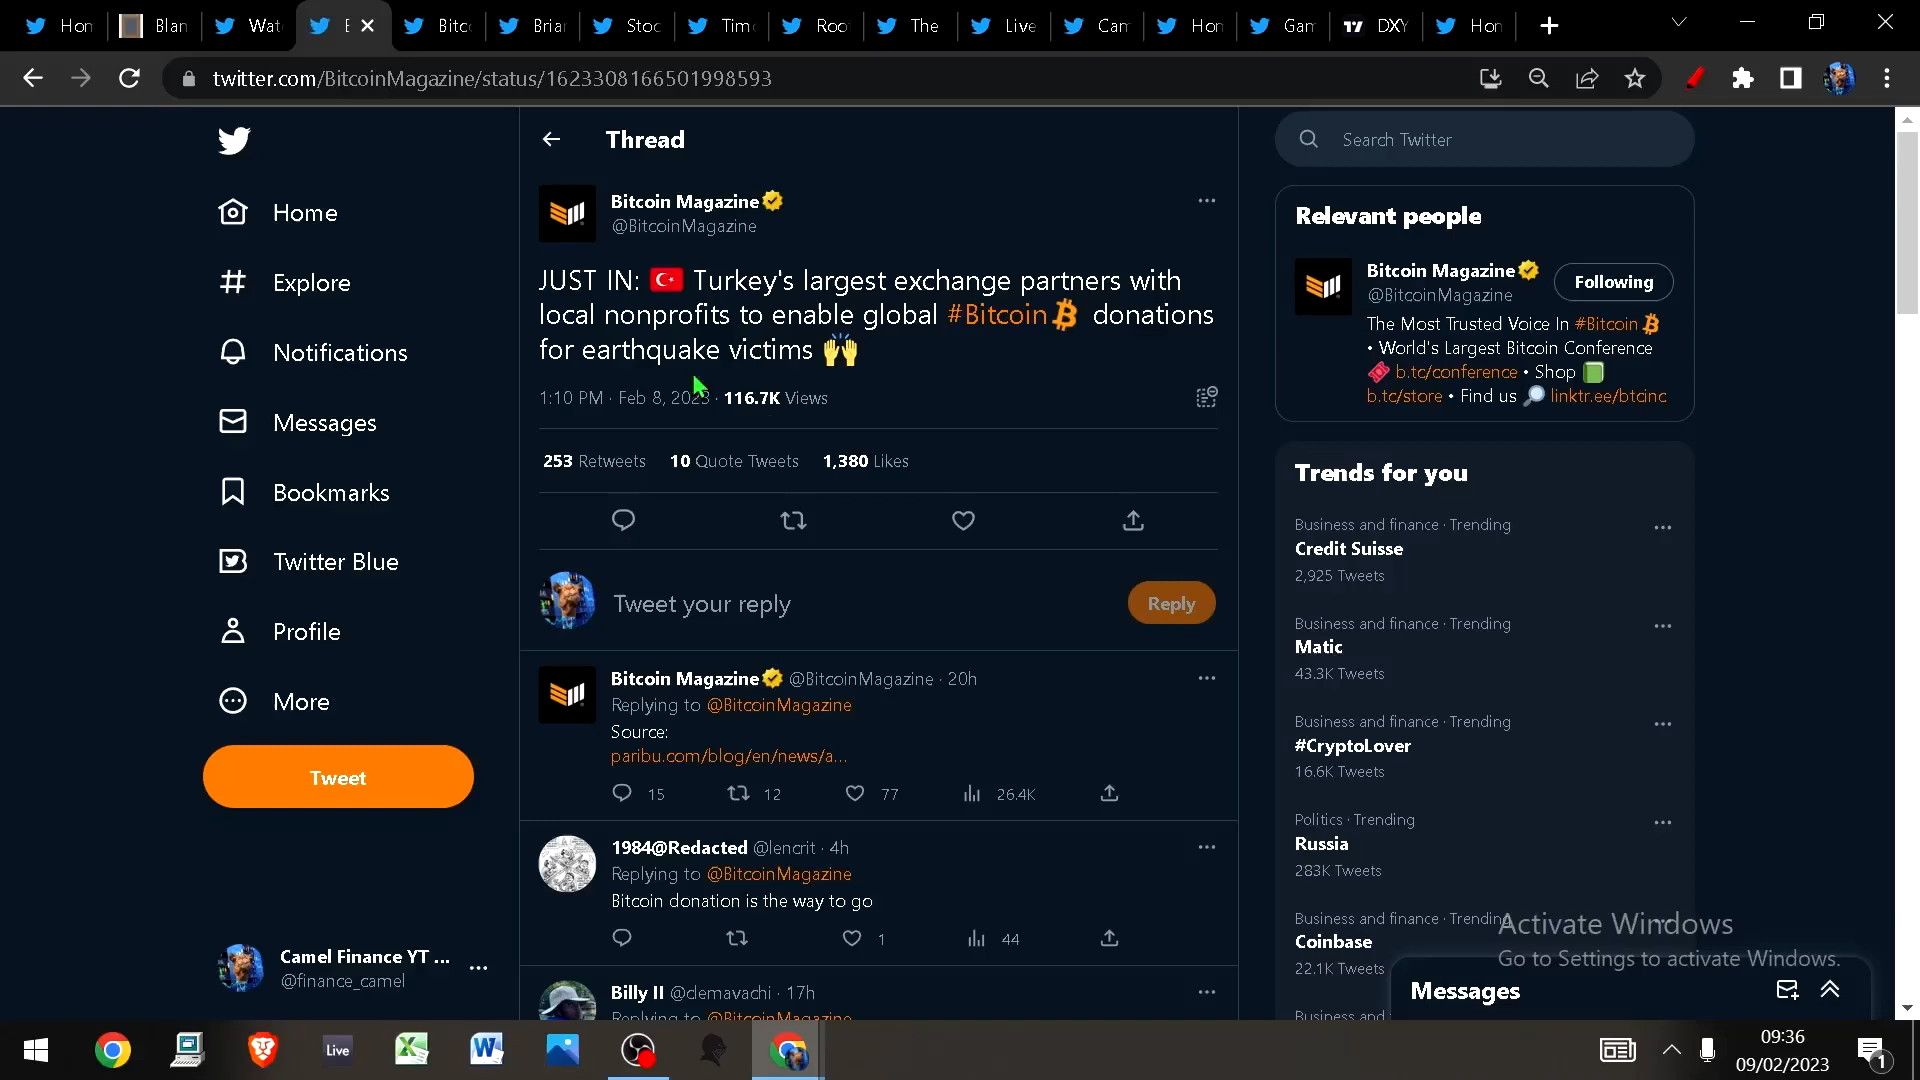 Hon
Blan
Wat
E
Bitc
Brian
Stoc
Time
Roo
The
Live
Can
Hon
Gam
DXY
Hon
twitter.com/BitcoinMagazine/status/1623308166501998593
Home
Explore
Notifications
Messages
Bookmarks
Twitter Blue
Profile
More
Tweet
Camel Finance YT ...
@finance_camel
Thread
Bitcoin Magazine
@BitcoinMagazine
JUST IN: 🇹🇷 Turkey's largest exchange partners with
local nonprofits to enable global #Bitcoin donations
for earthquake victims 🙌
1:10 PM · Feb 8, 2023 · 116.7K Views
253 Retweets 10 Quote Tweets 1,380 Likes
Tweet your reply
Reply
Bitcoin Magazine @BitcoinMagazine · 20h
Replying to @BitcoinMagazine
Source:
paribu.com/blog/en/news/a...
15 12 77 26.4K
1984@Redacted @lencrit · 4h
Replying to @BitcoinMagazine
Bitcoin donation is the way to go
1 44
Billy II @clemavachi · 17h
Replying to @BitcoinMagazine
Search Twitter
Relevant people
Bitcoin Magazine
@BitcoinMagazine
Following
The Most Trusted Voice In #Bitcoin
• World's Largest Bitcoin Conference
🎟 b.tc/conference • Shop 📗
b.tc/store • Find us 🔎 linktr.ee/btcinc
Trends for you
Business and finance · Trending
Credit Suisse
2,925 Tweets
Business and finance · Trending
Matic
43.3K Tweets
Business and finance · Trending
#CryptoLover
16.6K Tweets
Politics · Trending
Russia
283K Tweets
Business and finance · Trending
Coinbase
22.1K Tweets
Business and
Activate Windows
Go to Settings to activate Windows.
Messages
Live
09:36
09/02/2023
1